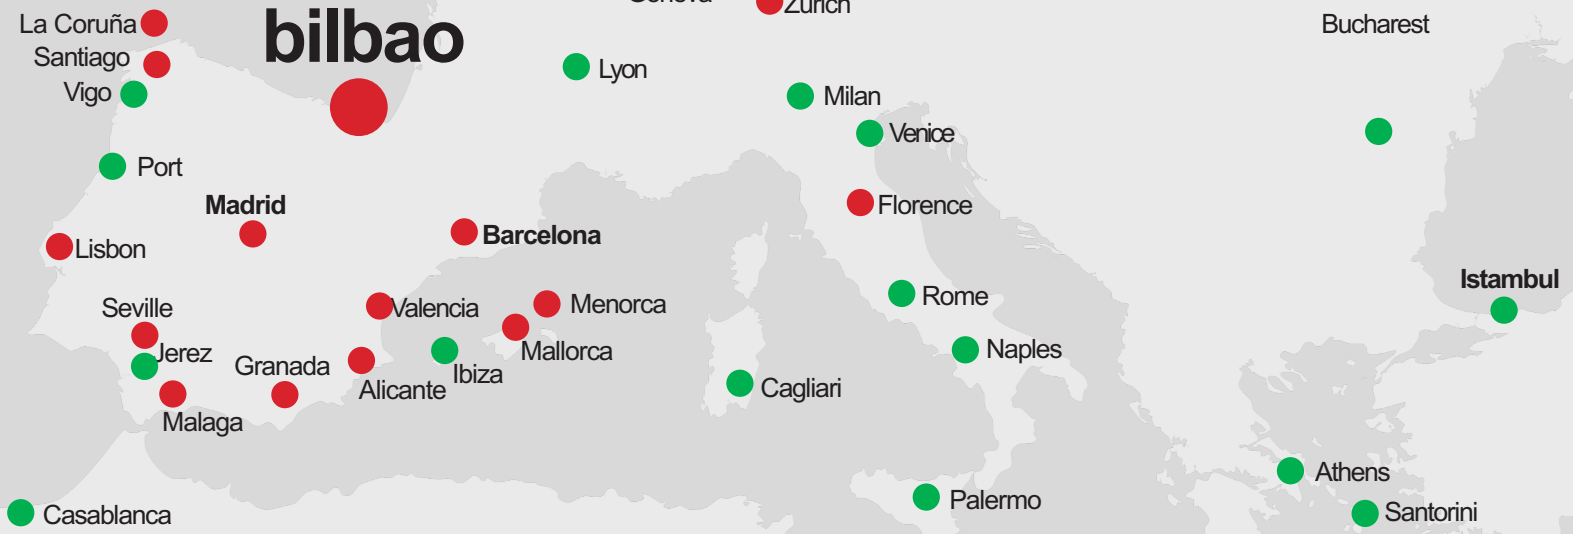 Zurich
La Coruña
bilbao
Bucharest
Santiago
Lyon
Vigo
Milan
Venice
Port
Madrid
Florence
Barcelona
Lisbon
Istambul
Rome
Seville
Valencia
Menorca
Jerez
Mallorca
Naples
Granada
Ibiza
Alicante
Cagliari
Malaga
Athens
Palermo
Santorini
Casablanca